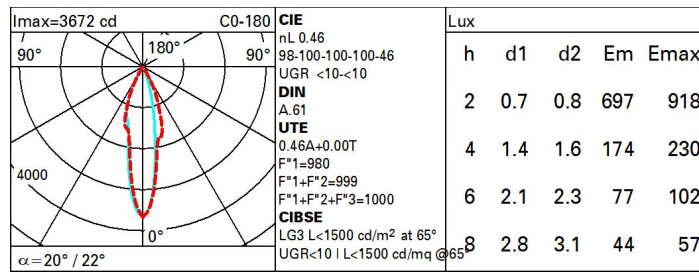 Imax=3672 cd C0-180
90° 180° 90°
4000
0°
α=20° / 22°
CIE
nL 0.46
98-100-100-100-46
UGR <10-<10
DIN
A.61
UTE
0.46A+0.00T
F"1=980
F"1+F"2=999
F"1+F"2+F"3=1000
CIBSE
LG3 L<1500 cd/m² at 65°
UGR<10 | L<1500 cd/mq @65°
Lux
h d1 d2 Em Emax
2 0.7 0.8 697 918
4 1.4 1.6 174 230
6 2.1 2.3 77 102
8 2.8 3.1 44 57